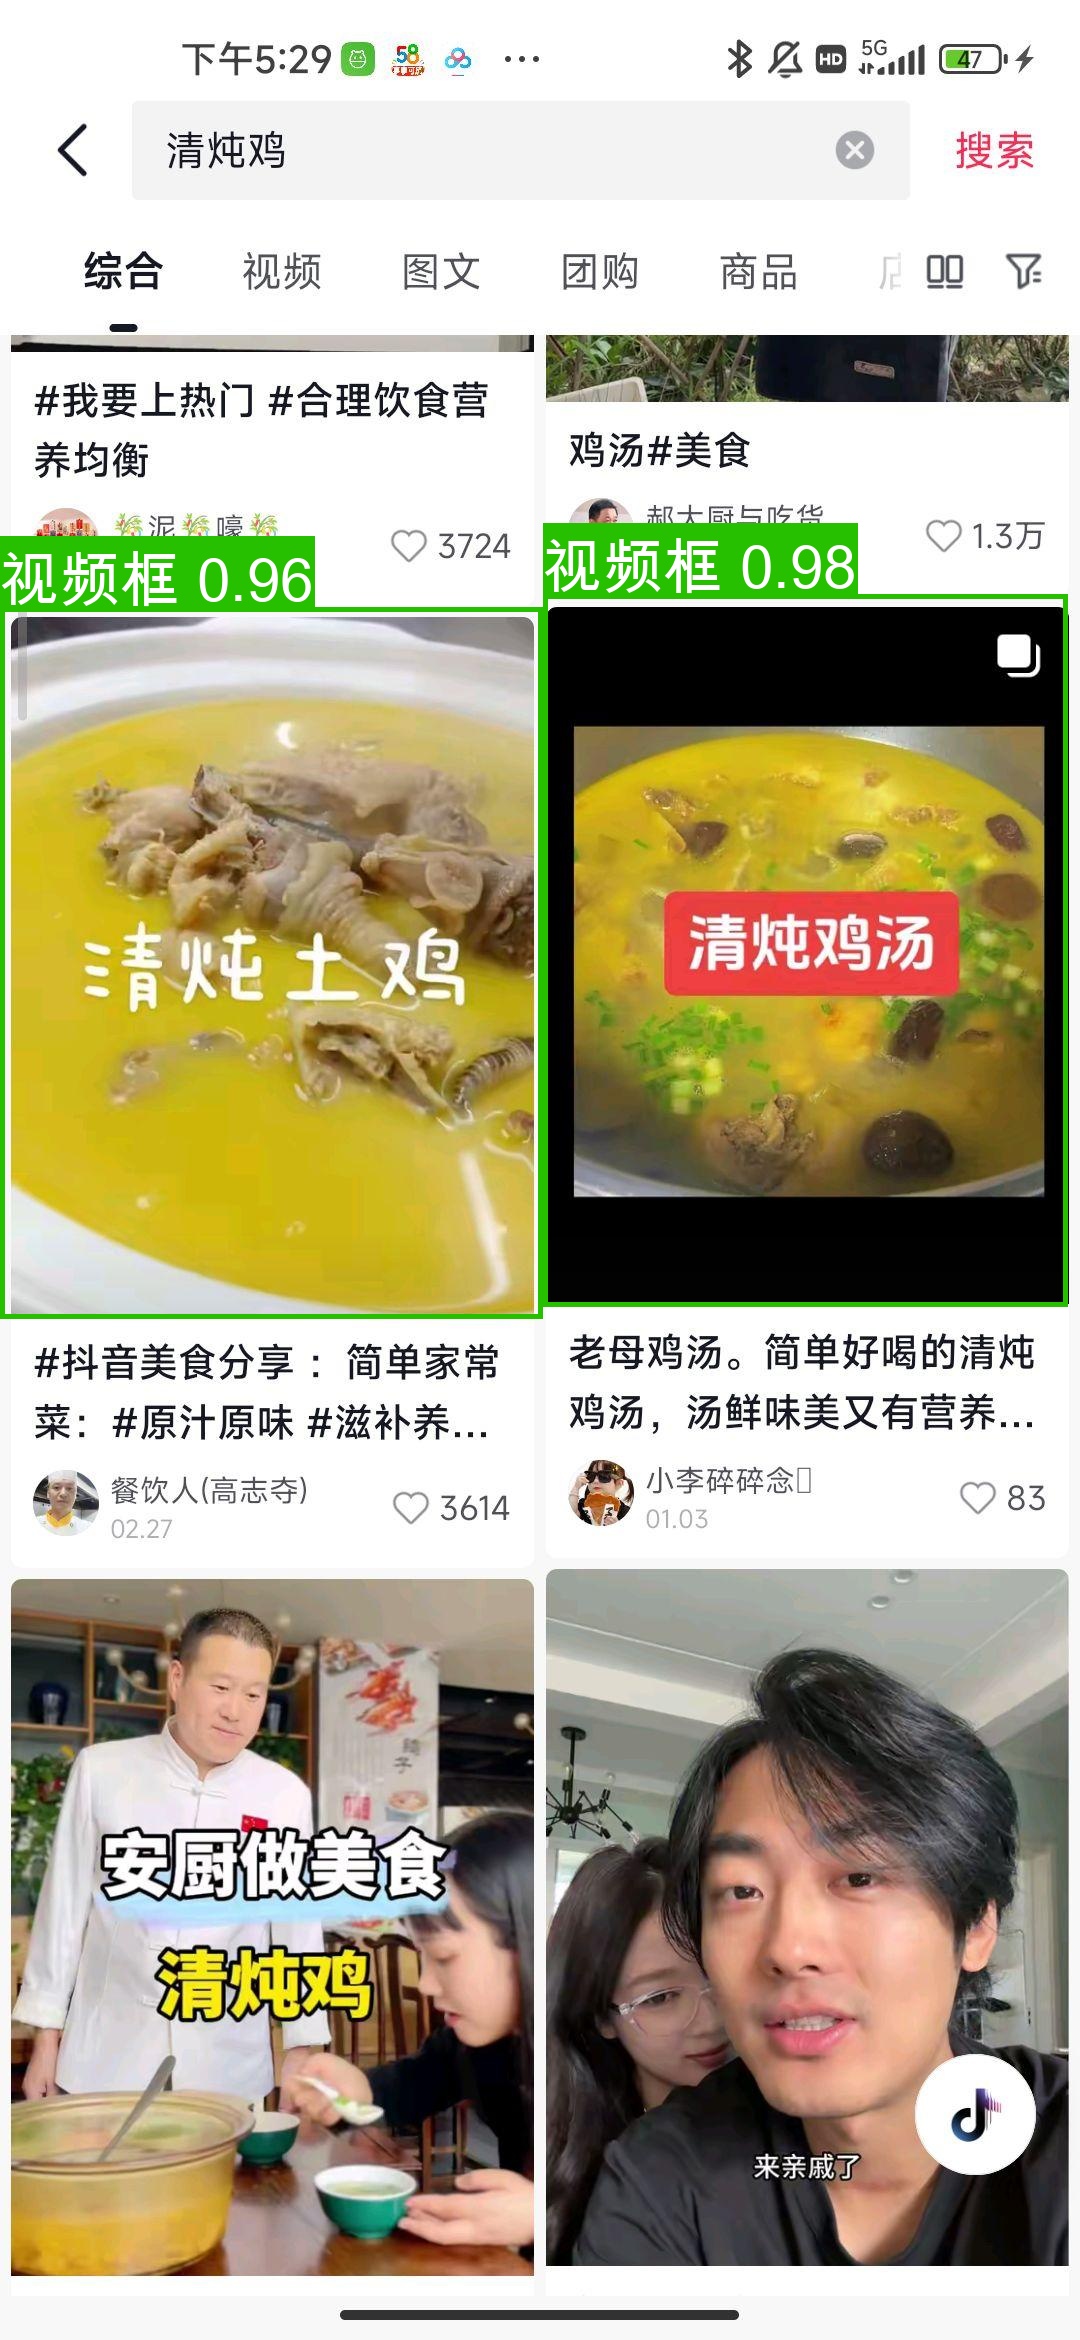 下午5:29
58
HD
5G
47
清炖鸡
搜索
综合
视频
图文
团购
商品
#我要上热门 #合理饮食营
养均衡
泥 嚎
3724
鸡汤#美食
郝大厨与吃货
1.3万
视频框 0.96
视频框 0.98
清炖土鸡
清炖鸡汤
#抖音美食分享 ：简单家常
菜：#原汁原味 #滋补养...
餐饮人(高志夺)
02.27
3614
老母鸡汤。简单好喝的清炖
鸡汤，汤鲜味美又有营养...
小李碎碎念
01.03
83
安厨做美食
清炖鸡
来亲戚了